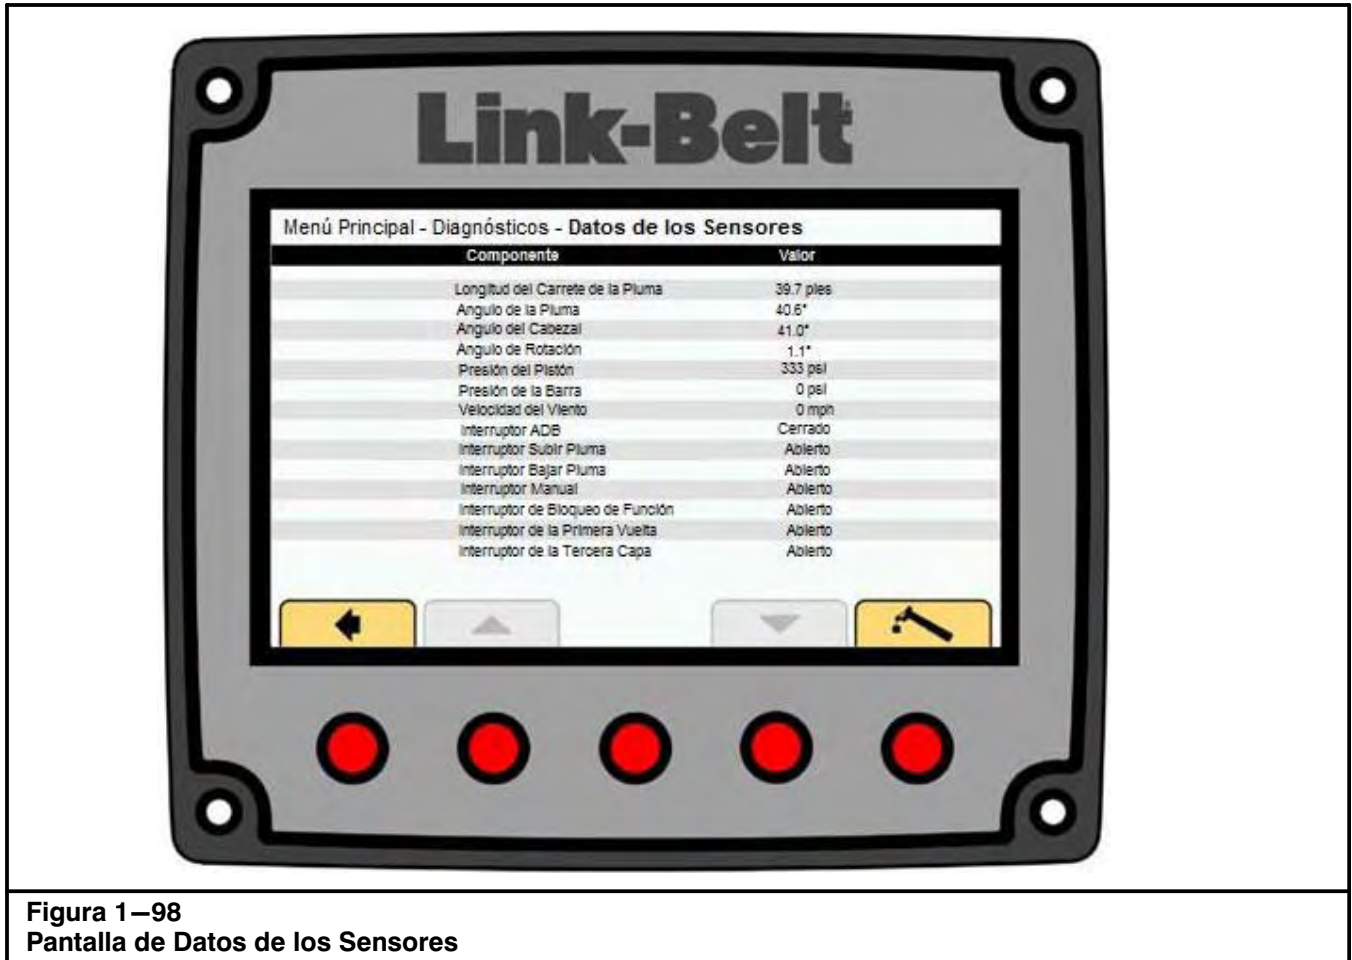 Link-Belt
Menú Principal - Diagnósticos - Datos de los Sensores
Componente Valor
Longitud del Carrete de la Pluma 39.7 pies
Angulo de la Pluma 40.6°
Angulo del Cabezal 41.0°
Angulo de Rotación 1.1°
Presión del Pistón 333 psi
Presión de la Barra 0 psi
Velocidad del Viento 0 mph
Interruptor ADB Cerrado
Interruptor Subir Pluma Abierto
Interruptor Bajar Pluma Abierto
Interruptor Manual Abierto
Interruptor de Bloqueo de Función Abierto
Interruptor de la Primera Vuelta Abierto
Interruptor de la Tercera Capa Abierto
Figura 1–98
Pantalla de Datos de los Sensores